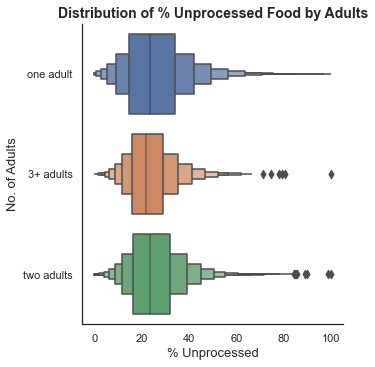 Distribution of % Unprocessed Food by Adults
No. of Adults
one adult
3+ adults
two adults
0 20 40 60 80 100
% Unprocessed